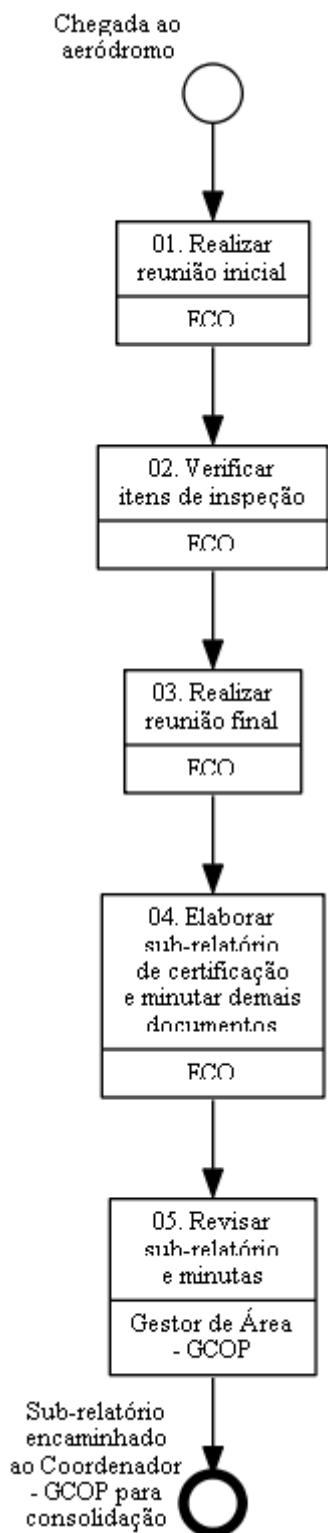 Chegada ao
aeródromo
01. Realizar
reunião inicial
ECO
02. Verificar
itens de inspeção
ECO
03. Realizar
reunião final
ECO
04. Elaborar
sub-relatório
de certificação
e minutar demais
documentos
ECO
05. Revisar
sub-relatório
e minutas
Gestor de Área
- GCOP
Sub-relatório
encaminhado
ao Coordenador
- GCOP para
consolidação